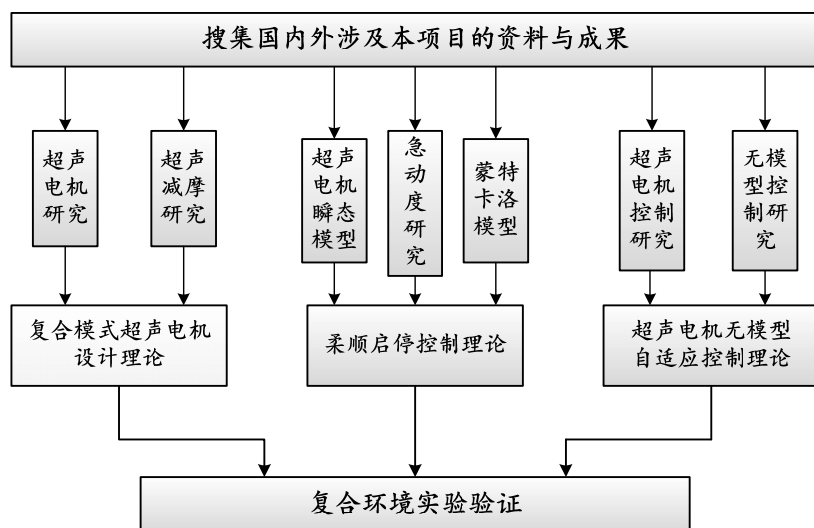 搜集国内外涉及本项目的资料与成果
超声
电机
研究
超声
减摩
研究
超声
电机
瞬态
模型
急
动
度
研
究
蒙特
卡洛
模型
超声
电机
控制
研究
无模
型控
制研
究
复合模式超声电机
设计理论
柔顺启停控制理论
超声电机无模型
自适应控制理论
复合环境实验验证